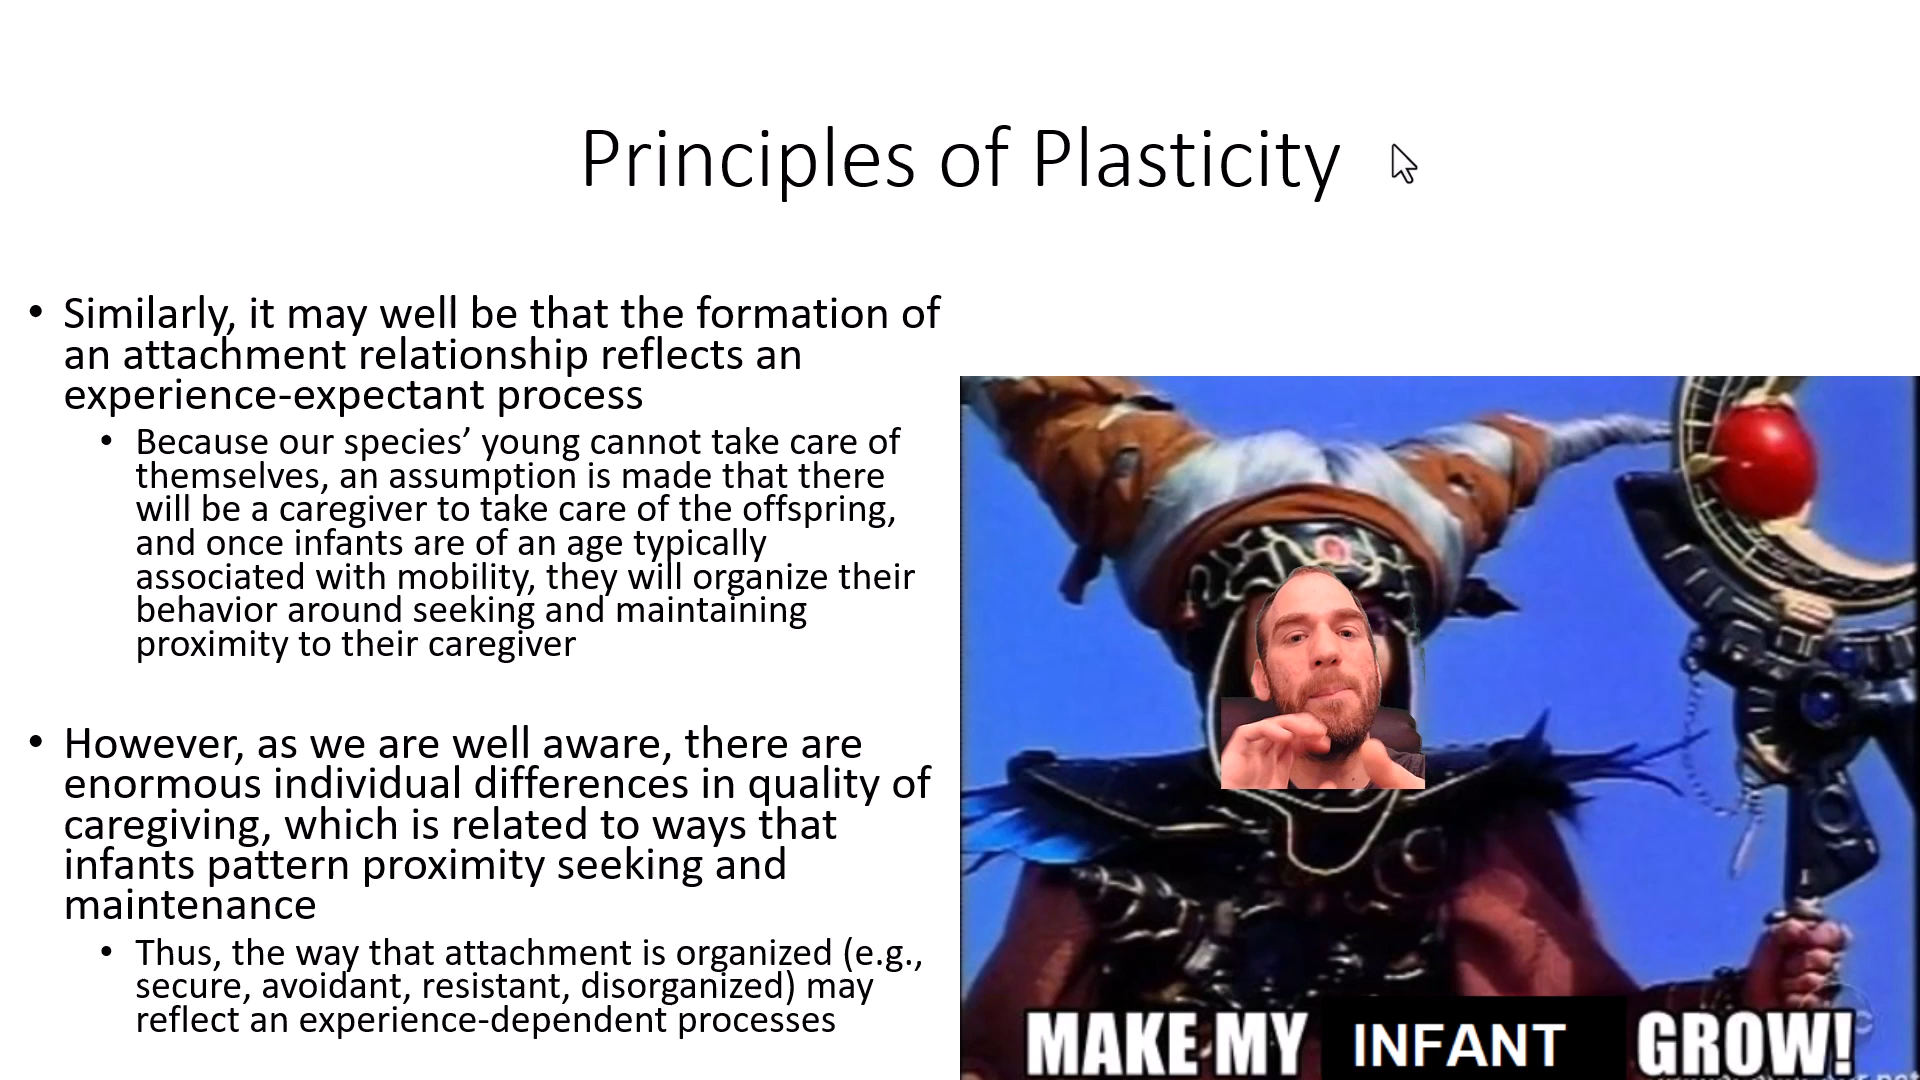 Principles of Plasticity
• Similarly, it may well be that the formation of
an attachment relationship reflects an
experience-expectant process
• Because our species’ young cannot take care of
themselves, an assumption is made that there
will be a caregiver to take care of the offspring,
and once infants are of an age typically
associated with mobility, they will organize their
behavior around seeking and maintaining
proximity to their caregiver
• However, as we are well aware, there are
enormous individual differences in quality of
caregiving, which is related to ways that
infants pattern proximity seeking and
maintenance
• Thus, the way that attachment is organized (e.g.,
secure, avoidant, resistant, disorganized) may
reflect an experience-dependent processes
MAKE MY INFANT GROW!